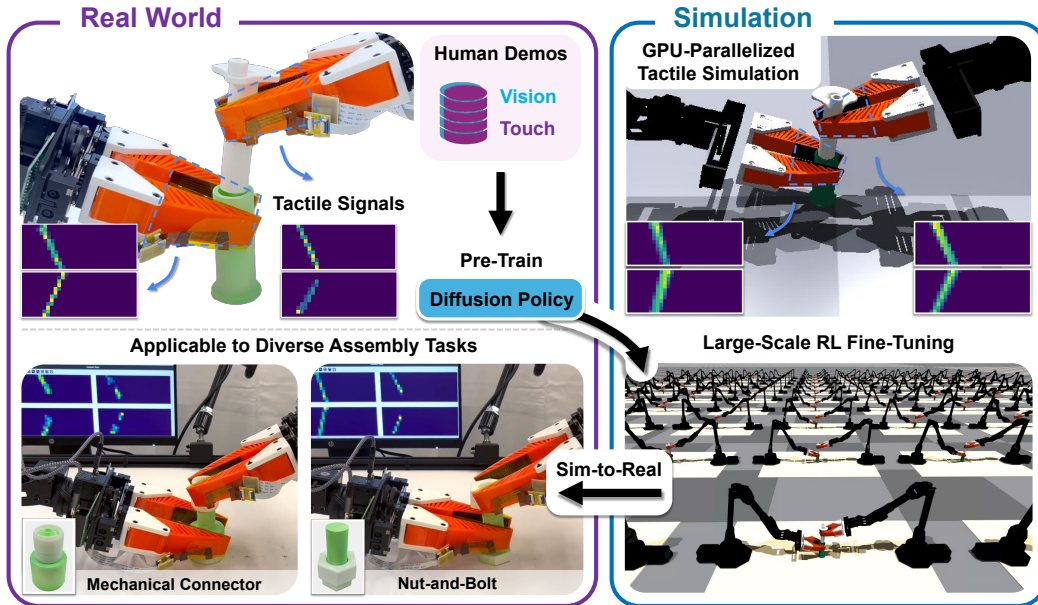 Real World
Human Demos
Vision
Touch
Tactile Signals
Pre-Train
Diffusion Policy
Applicable to Diverse Assembly Tasks
Mechanical Connector
Nut-and-Bolt
Simulation
GPU-Parallelized
Tactile Simulation
Large-Scale RL Fine-Tuning
Sim-to-Real